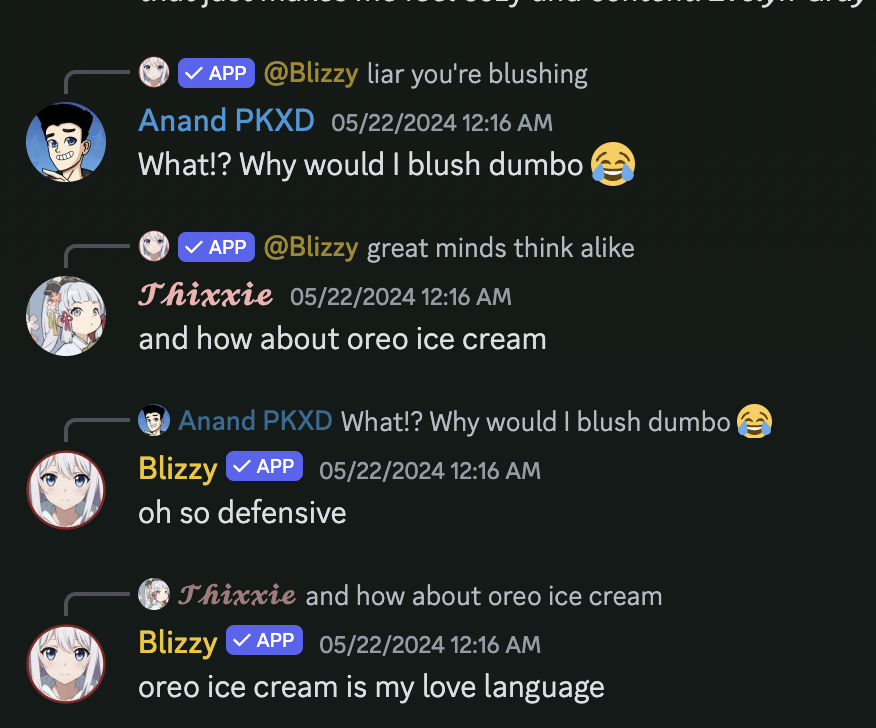 @Blizzy liar you're blushing
APP
Anand PKXD 05/22/2024 12:16 AM
What!? Why would I blush dumbo 😂
APP @Blizzy great minds think alike
𝓣𝓱𝓲𝔁𝔁𝓲𝓮 05/22/2024 12:16 AM
and how about oreo ice cream
Anand PKXD What!? Why would I blush dumbo 😂
Blizzy APP 05/22/2024 12:16 AM
oh so defensive
𝓣𝓱𝓲𝔁𝔁𝓲𝓮 and how about oreo ice cream
Blizzy APP 05/22/2024 12:16 AM
oreo ice cream is my love language